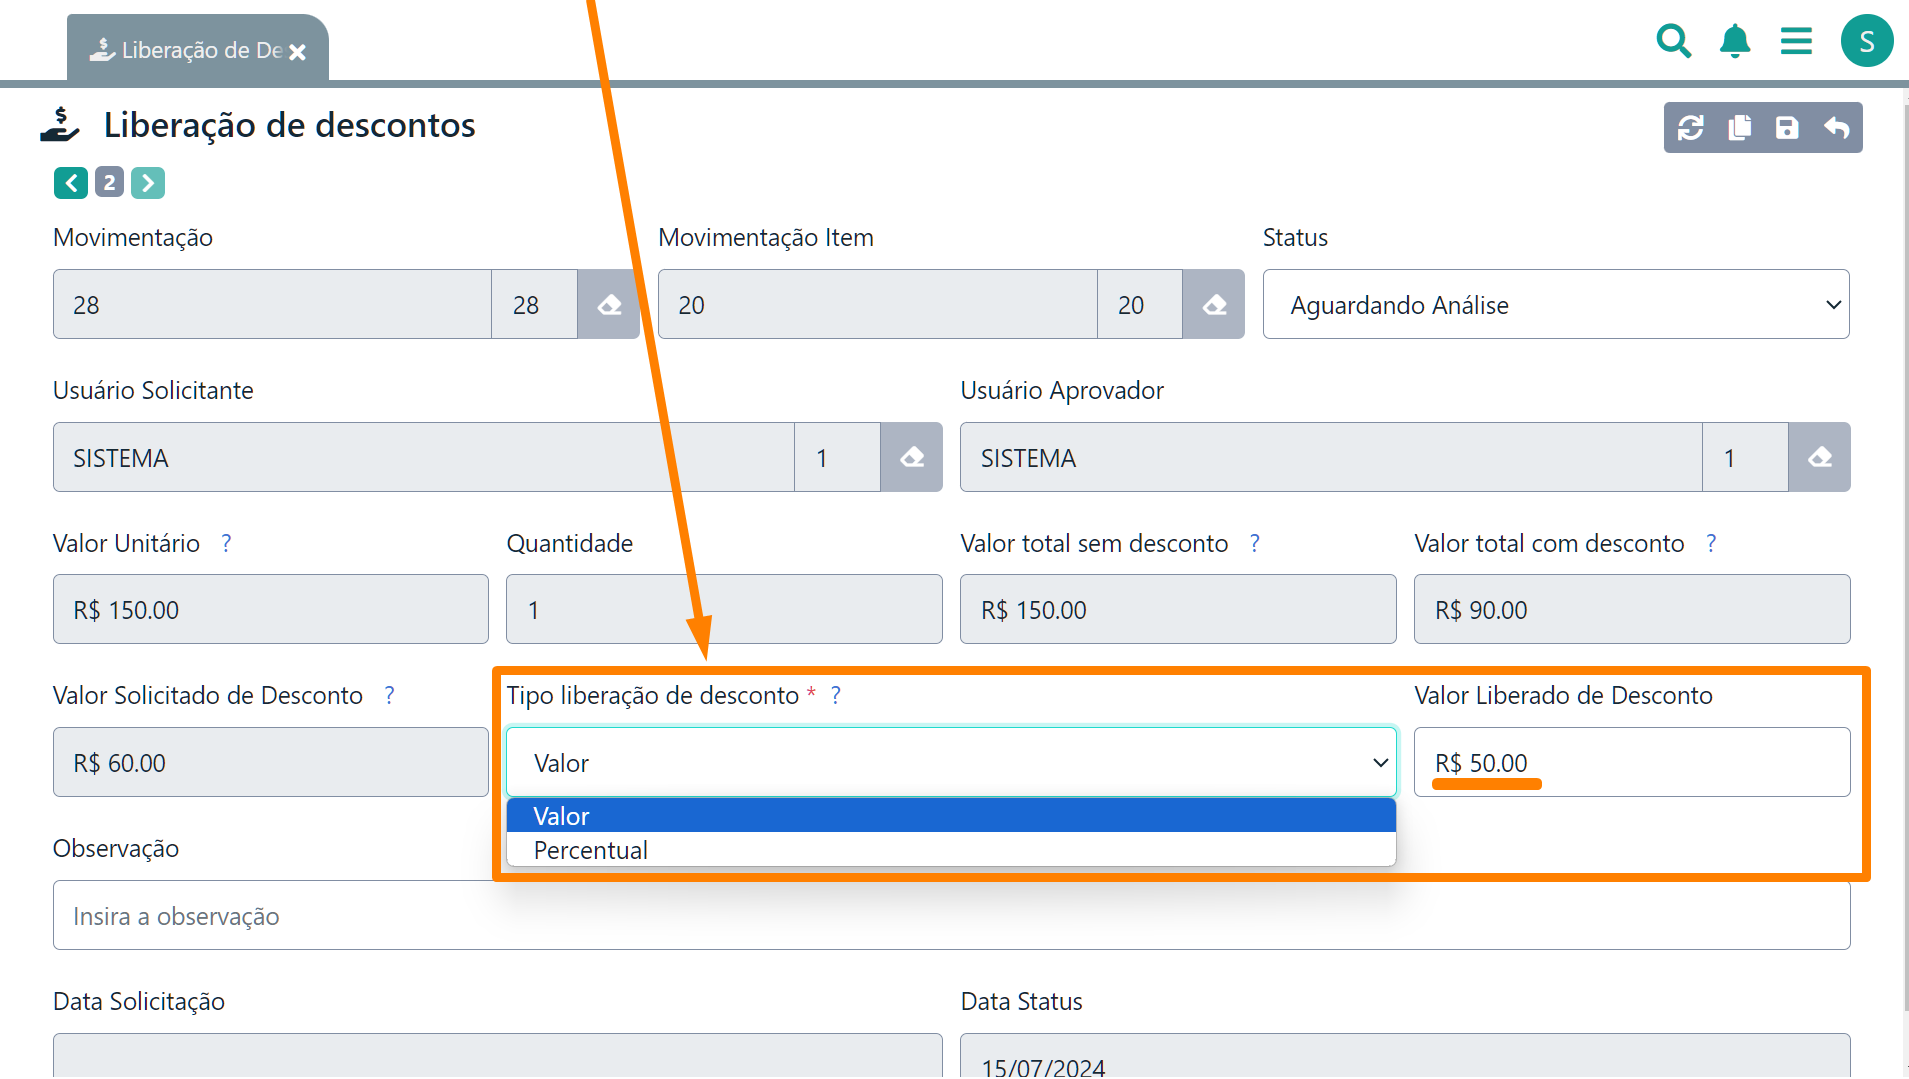 Liberação de De
S
Liberação de descontos
2
Movimentação
Movimentação Item
Status
28
28
20
20
Aguardando Análise
Usuário Solicitante
Usuário Aprovador
SISTEMA
1
SISTEMA
1
Valor Unitário ?
Quantidade
Valor total sem desconto ?
Valor total com desconto ?
R$ 150.00
1
R$ 150.00
R$ 90.00
Valor Solicitado de Desconto ?
Tipo liberação de desconto * ?
Valor Liberado de Desconto
R$ 60.00
Valor
R$ 50.00
Valor
Percentual
Observação
Insira a observação
Data Solicitação
Data Status
15/07/2024